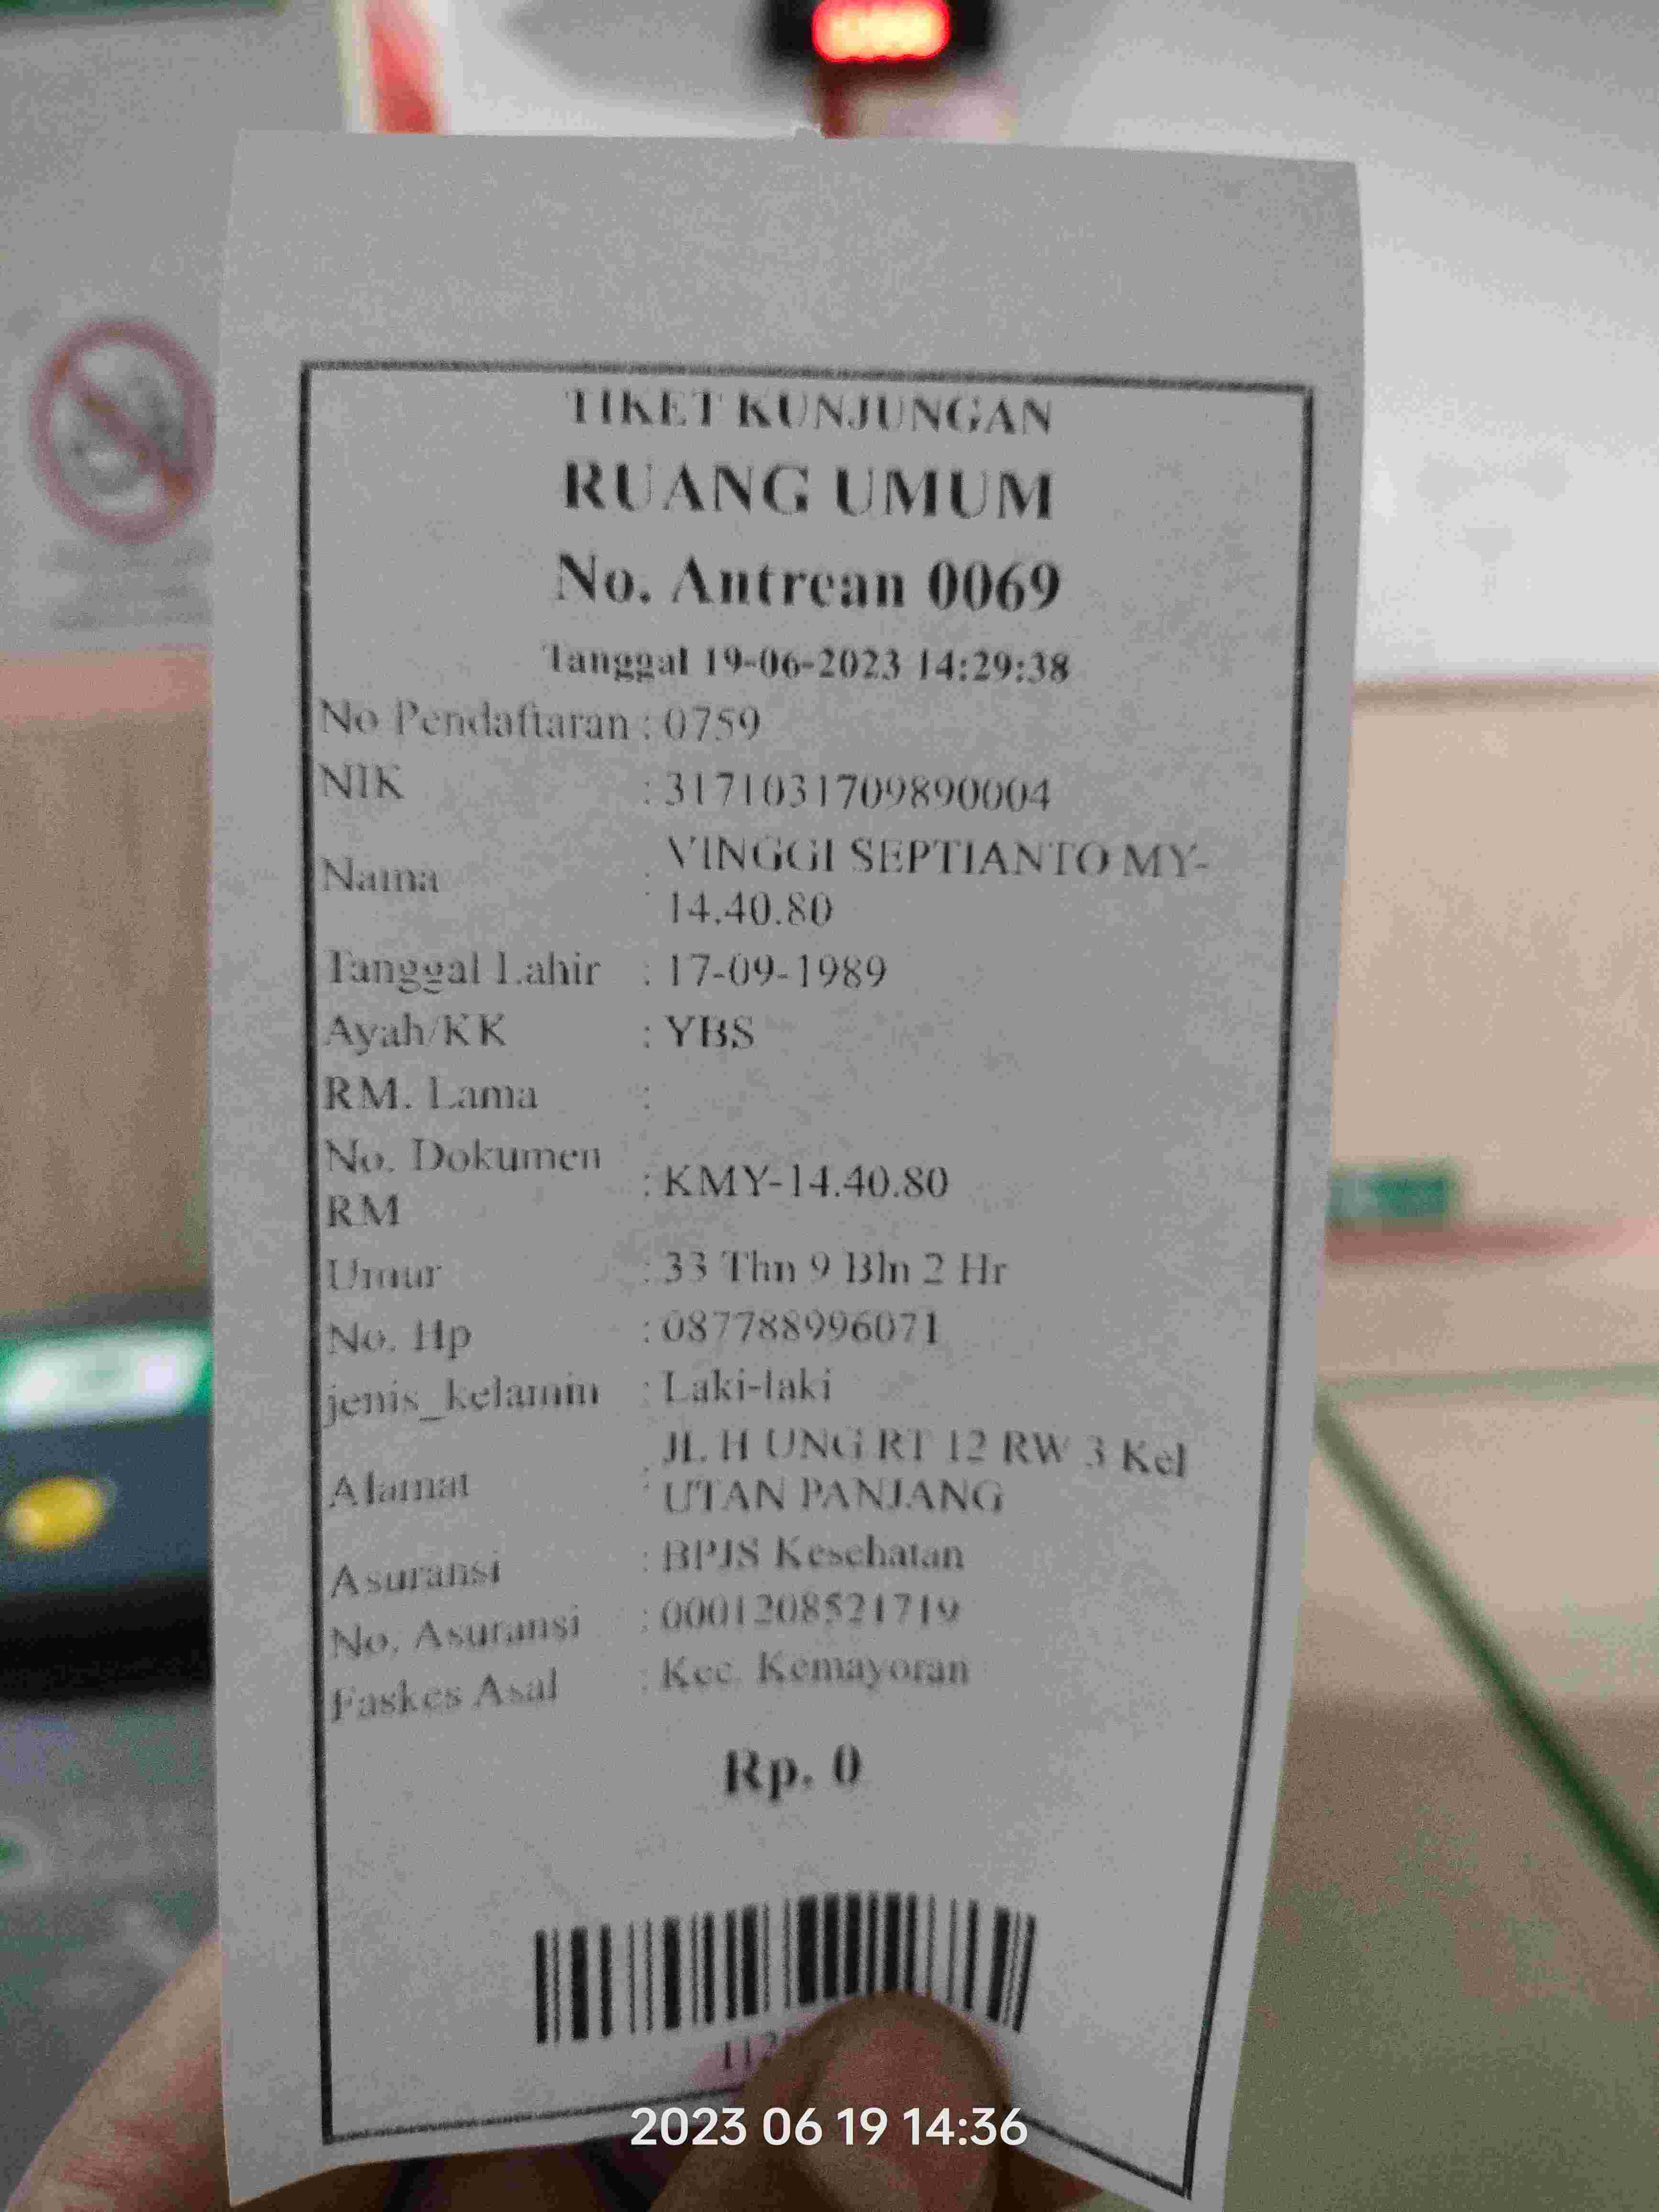 TIKET KUNJUNGAN
RUANG UMUM
No. Antrean 0069
Tanggal 19-06-2023 14:29:38
No Pendaftaran : 0759
NIK : 3171031709890004
Nama : VINGGI SEPTIANTO MY-
14.40.80
Tanggal Lahir : 17-09-1989
Ayah/KK : YBS
RM. Lama :
No. Dokumen
RM : KMY-14.40.80
Umur : 33 Thn 9 Bln 2 Hr
No. Hp : 087788996071
jenis_kelamin : Laki-laki
Alamat : JL. H UNG RT 12 RW 3 Kel
UTAN PANJANG
Asuransi : BPJS Kesehatan
No. Asuransi : 0001208521719
Faskes Asal : Kec. Kemayoran
Rp. 0
2023 06 19 14:36